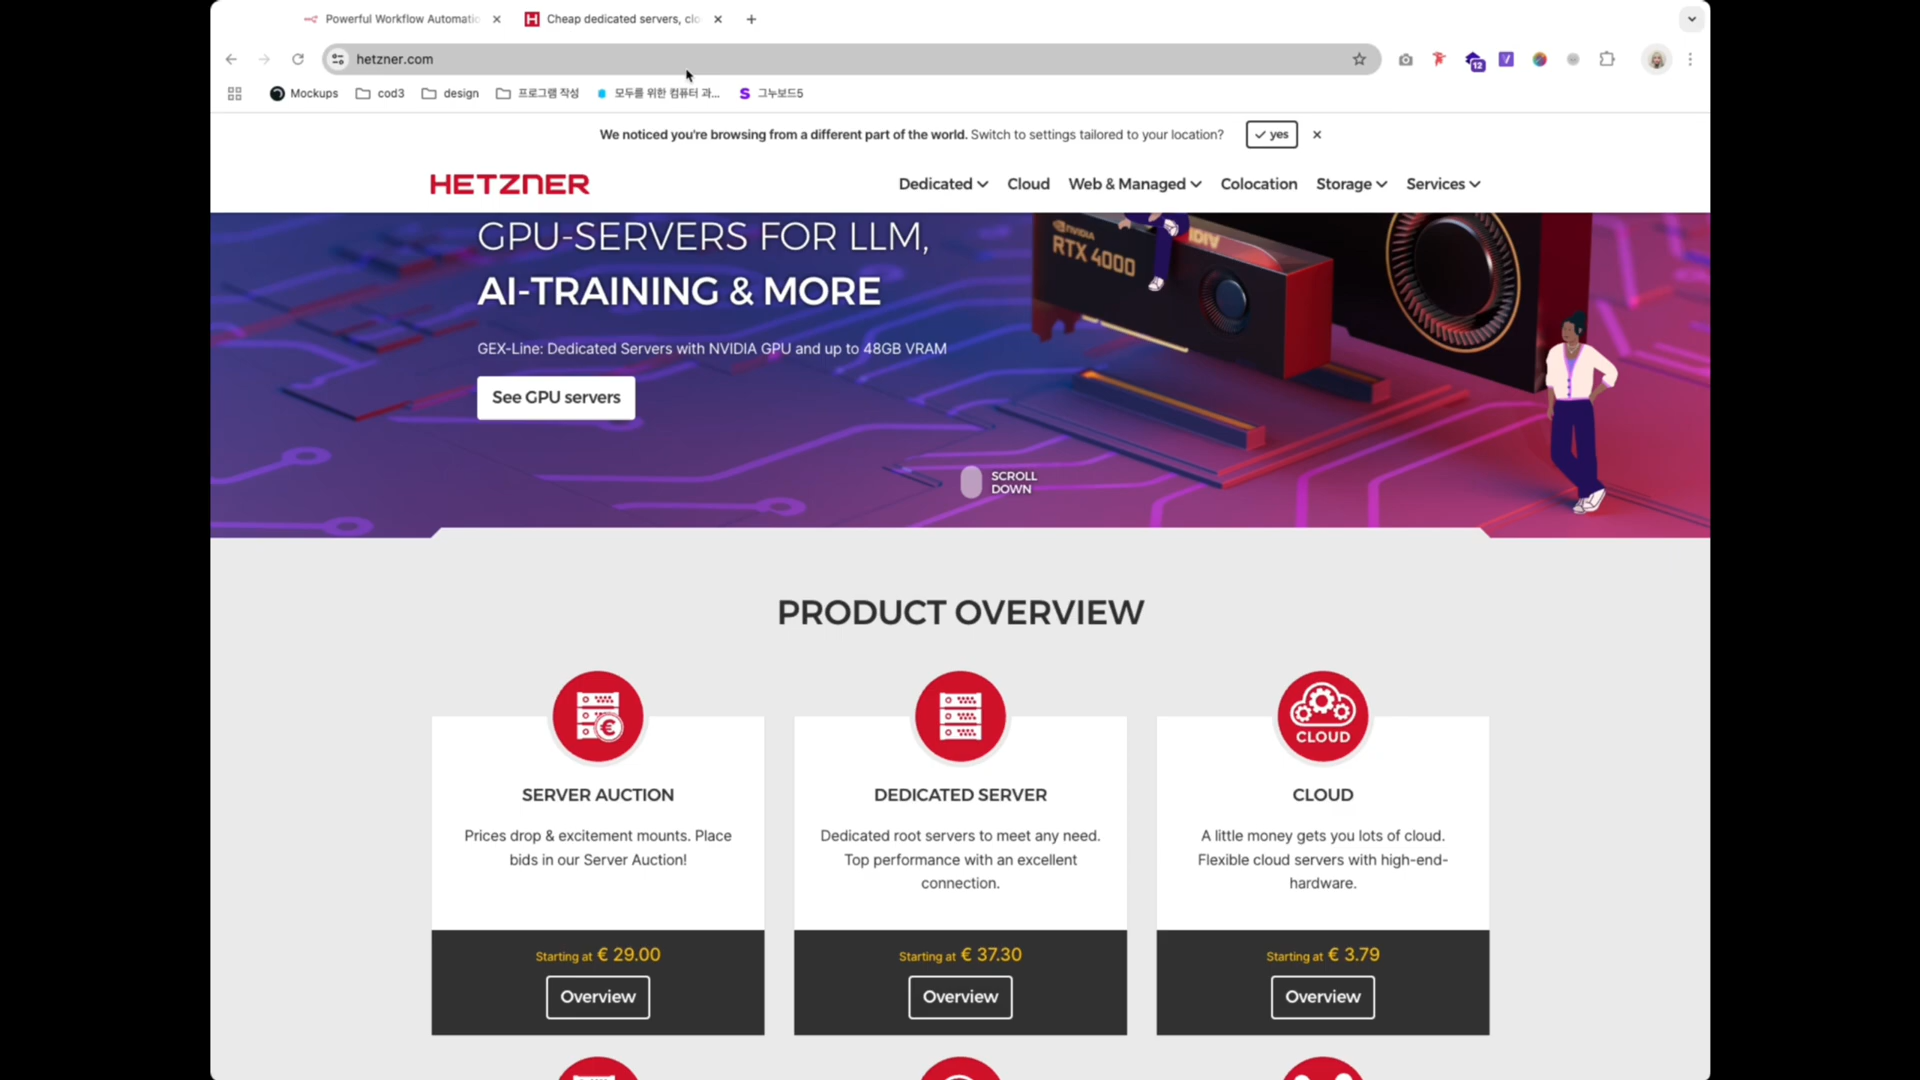 Powerful Workflow Automatio
Cheap dedicated servers, clo
hetzner.com
12
Mockups
cod3
design
프로그램 작성
모두를 위한 컴퓨터 과...
그누보드5
We noticed you're browsing from a different part of the world. Switch to settings tailored to your location?
yes
HETZNER
Dedicated
Cloud
Web & Managed
Colocation
Storage
Services
GPU-SERVERS FOR LLM,
AI-TRAINING & MORE
GEX-Line: Dedicated Servers with NVIDIA GPU and up to 48GB VRAM
See GPU servers
NVIDIA
RTX 4000
SCROLL
DOWN
PRODUCT OVERVIEW
CLOUD
SERVER AUCTION
Prices drop & excitement mounts. Place
bids in our Server Auction!
Starting at € 29.00
Overview
DEDICATED SERVER
Dedicated root servers to meet any need.
Top performance with an excellent
connection.
Starting at € 37.30
Overview
CLOUD
A little money gets you lots of cloud.
Flexible cloud servers with high-end-
hardware.
Starting at € 3.79
Overview